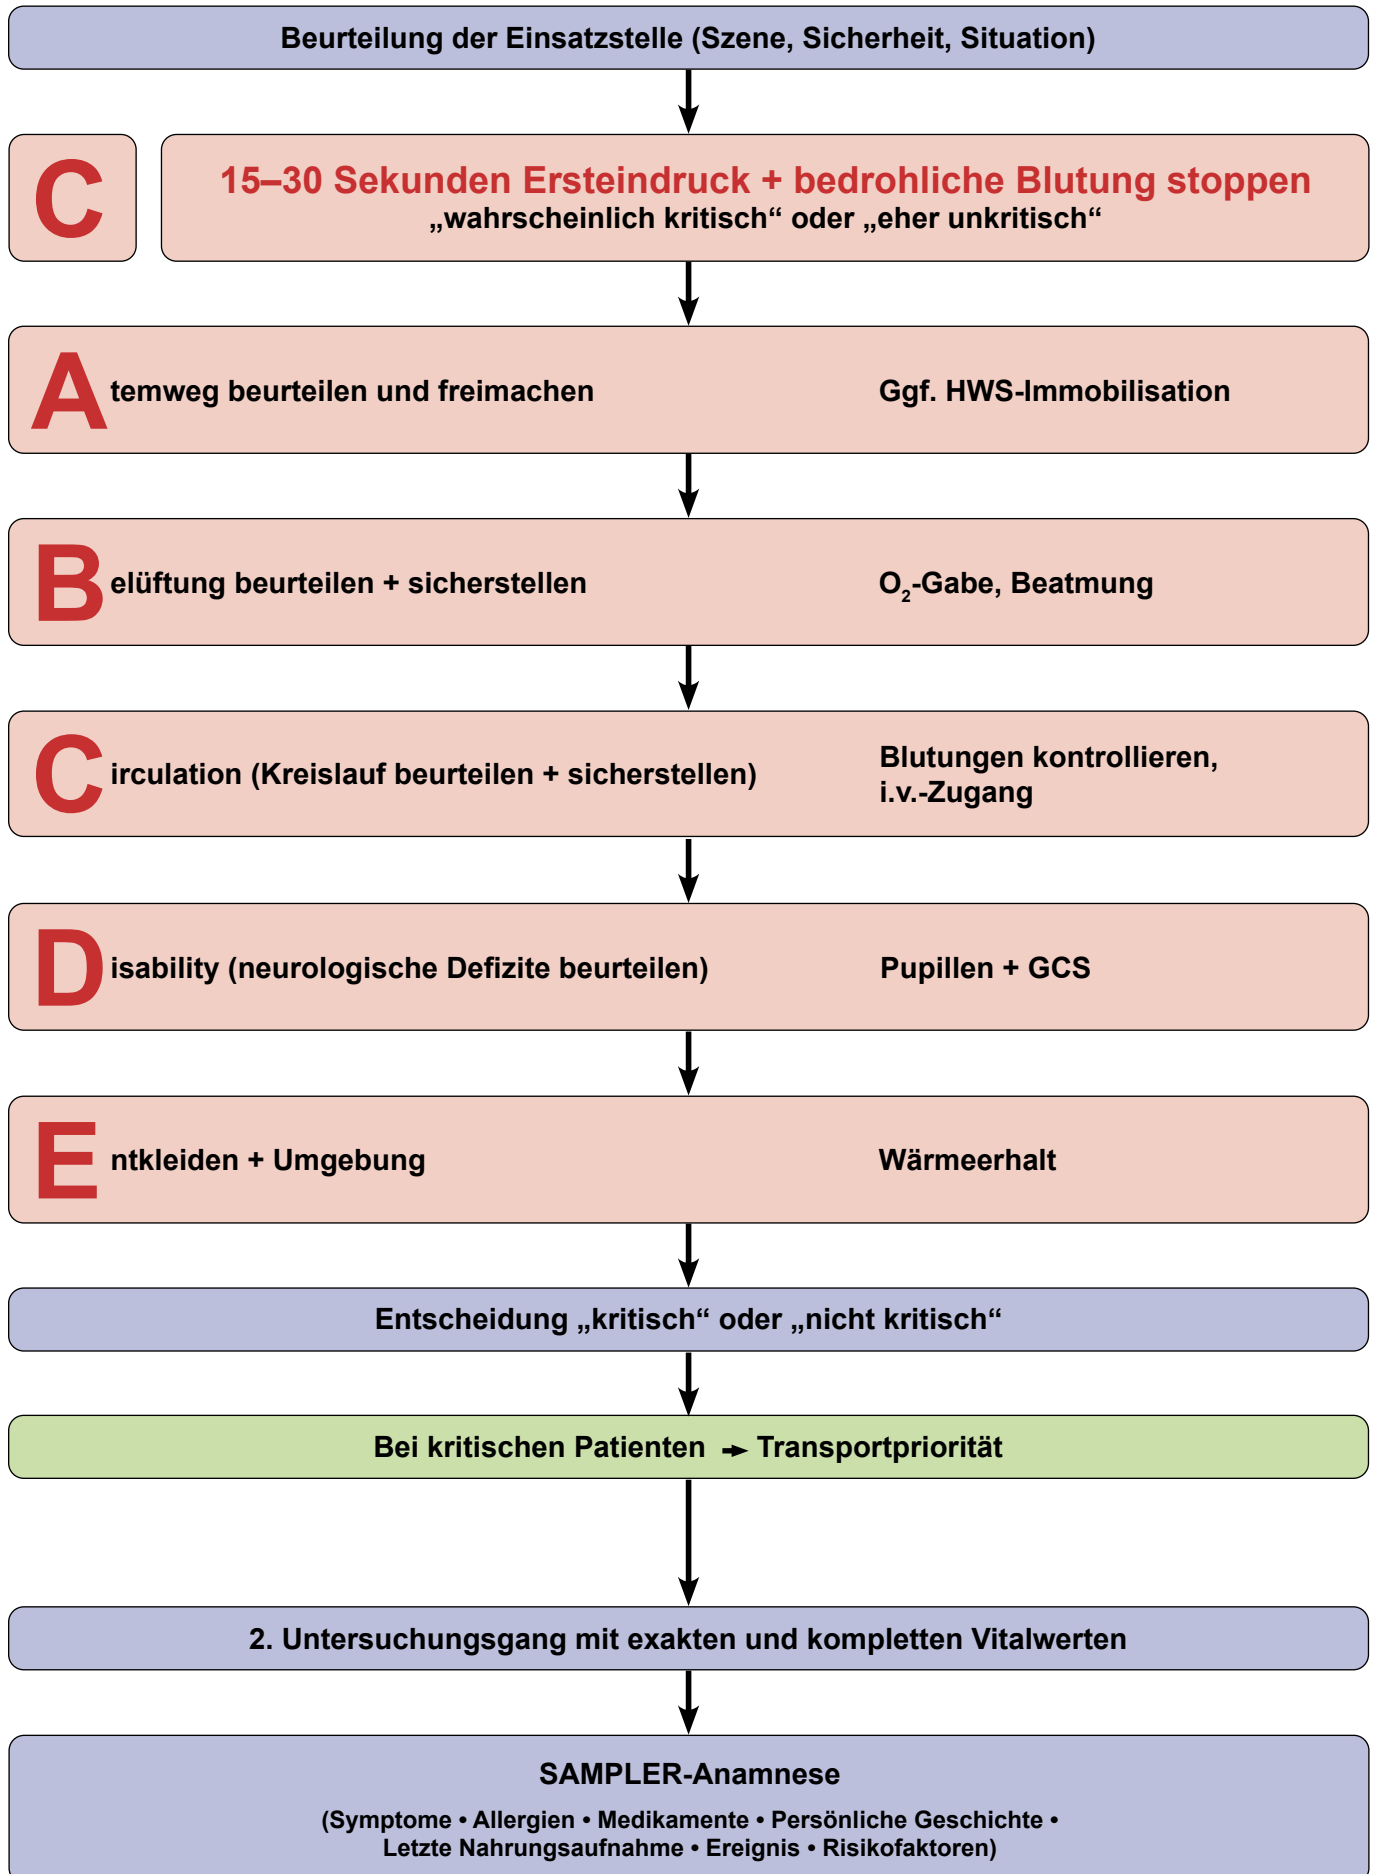 Beurteilung der Einsatzstelle (Szene, Sicherheit, Situation)
C
15–30 Sekunden Ersteindruck + bedrohliche Blutung stoppen
„wahrscheinlich kritisch“ oder „eher unkritisch“
Atemweg beurteilen und freimachen
Ggf. HWS-Immobilisation
Belüftung beurteilen + sicherstellen
O₂-Gabe, Beatmung
Circulation (Kreislauf beurteilen + sicherstellen)
Blutungen kontrollieren,
i.v.-Zugang
Disability (neurologische Defizite beurteilen)
Pupillen + GCS
Entkleiden + Umgebung
Wärmeerhalt
Entscheidung „kritisch“ oder „nicht kritisch“
Bei kritischen Patienten → Transportpriorität
2. Untersuchungsgang mit exakten und kompletten Vitalwerten
SAMPLER-Anamnese
(Symptome • Allergien • Medikamente • Persönliche Geschichte •
Letzte Nahrungsaufnahme • Ereignis • Risikofaktoren)